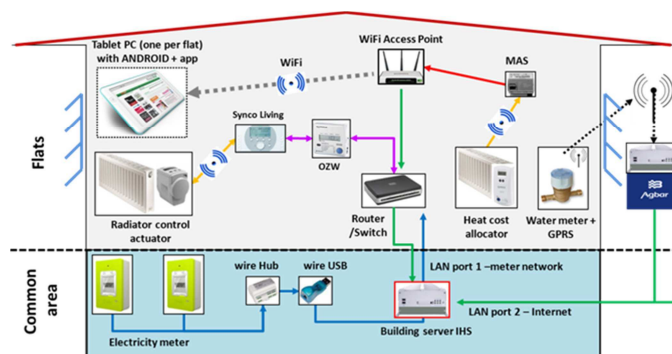 Tablet PC (one per flat)
with ANDROID + app
WiFi
WiFi Access Point
MAS
Synco Living
OZW
Flats
Radiator control
actuator
Router
/Switch
Heat cost
allocator
Water meter +
GPRS
Agbar
Common
area
wire Hub
wire USB
LAN port 1 –meter network
LAN port 2 – Internet
Electricity meter
Building server IHS